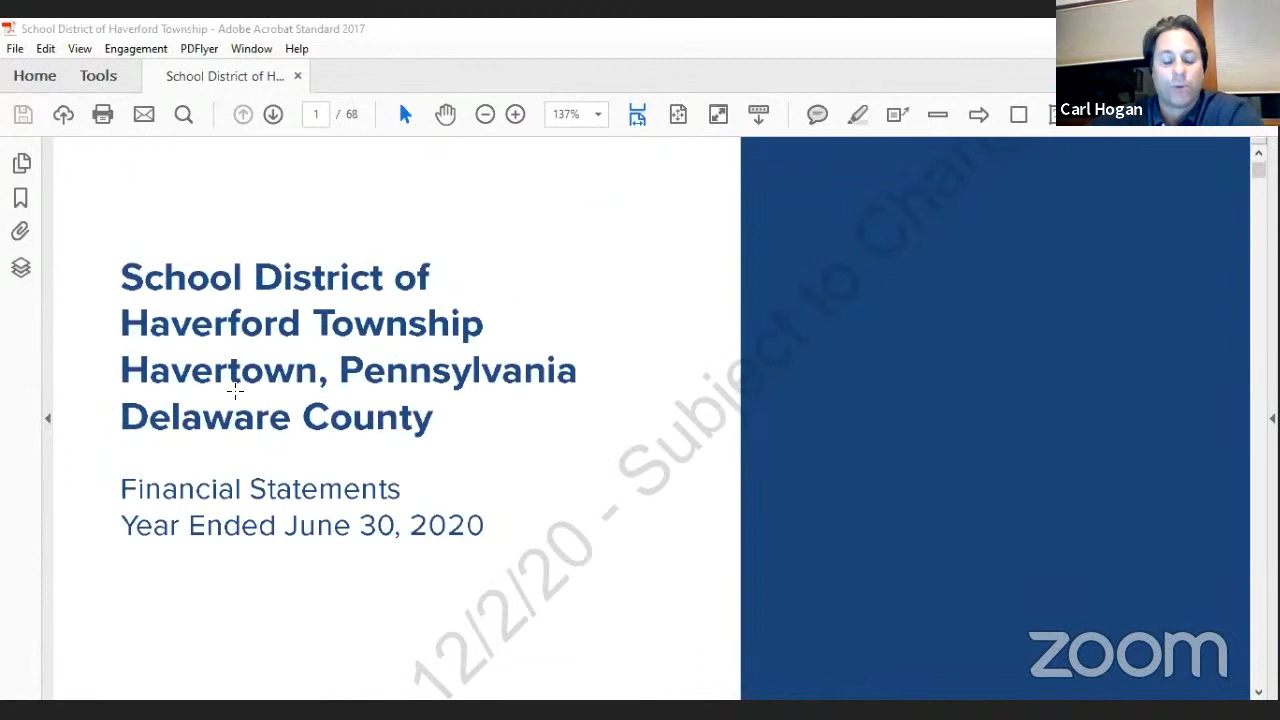 School District of Haverford Township - Adobe Acrobat Standard 2017
File Edit View Engagement PDFlyer Window Help
Home Tools School District of H... ×
1 / 68 137%
Carl Hogan
School District of
Haverford Township
Havertown, Pennsylvania
Delaware County
Financial Statements
Year Ended June 30, 2020
12/2/20 - Subject to Chang
zoom